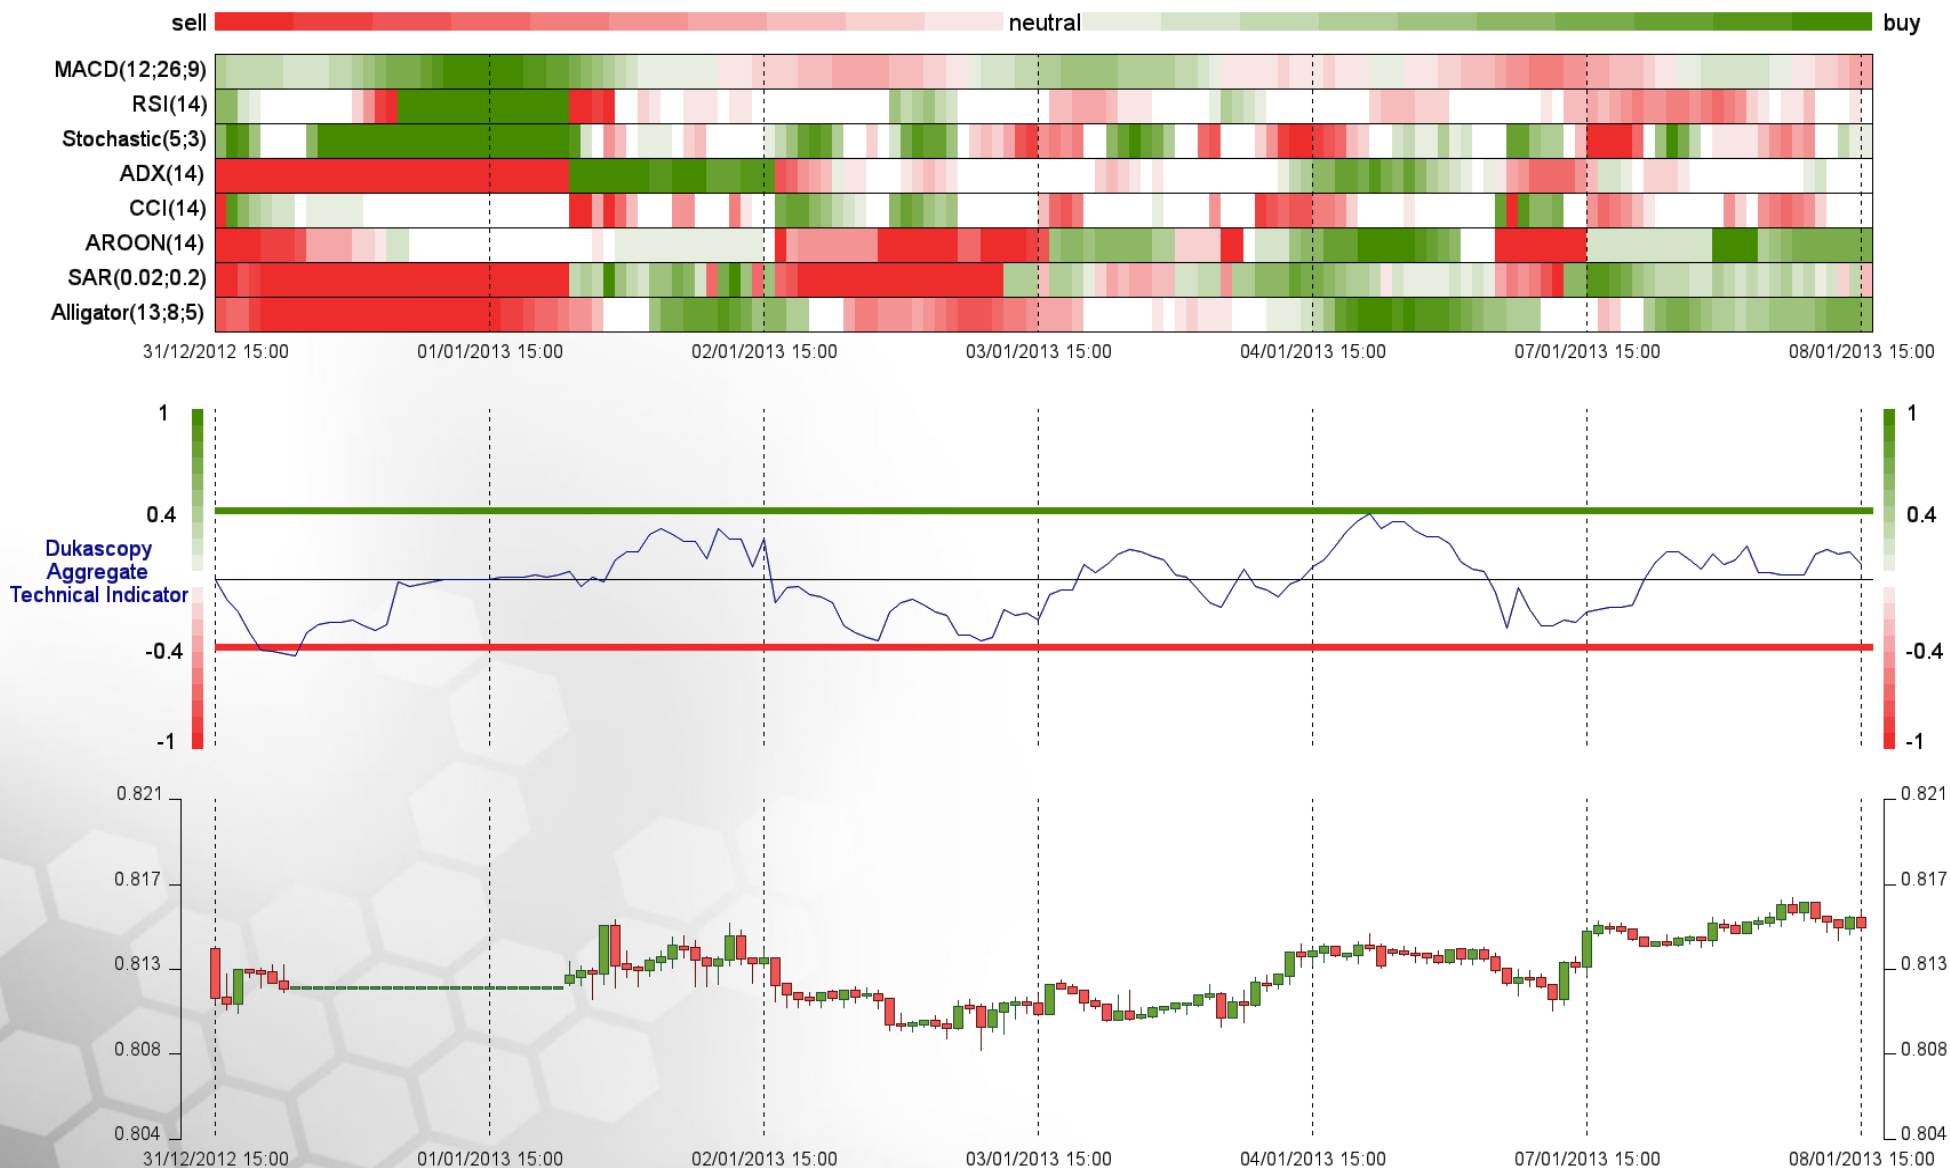 sell neutral buy
MACD(12;26;9)
RSI(14)
Stochastic(5;3)
ADX(14)
CCI(14)
AROON(14)
SAR(0.02;0.2)
Alligator(13;8;5)
31/12/2012 15:00 01/01/2013 15:00 02/01/2013 15:00 03/01/2013 15:00 04/01/2013 15:00 07/01/2013 15:00 08/01/2013 15:00
1 1
0.4 0.4
Dukascopy
Aggregate
Technical Indicator
-0.4 -0.4
-1 -1
0.821 0.821
0.817 0.817
0.813 0.813
0.808 0.808
0.804 0.804
31/12/2012 15:00 01/01/2013 15:00 02/01/2013 15:00 03/01/2013 15:00 04/01/2013 15:00 07/01/2013 15:00 08/01/2013 15:00